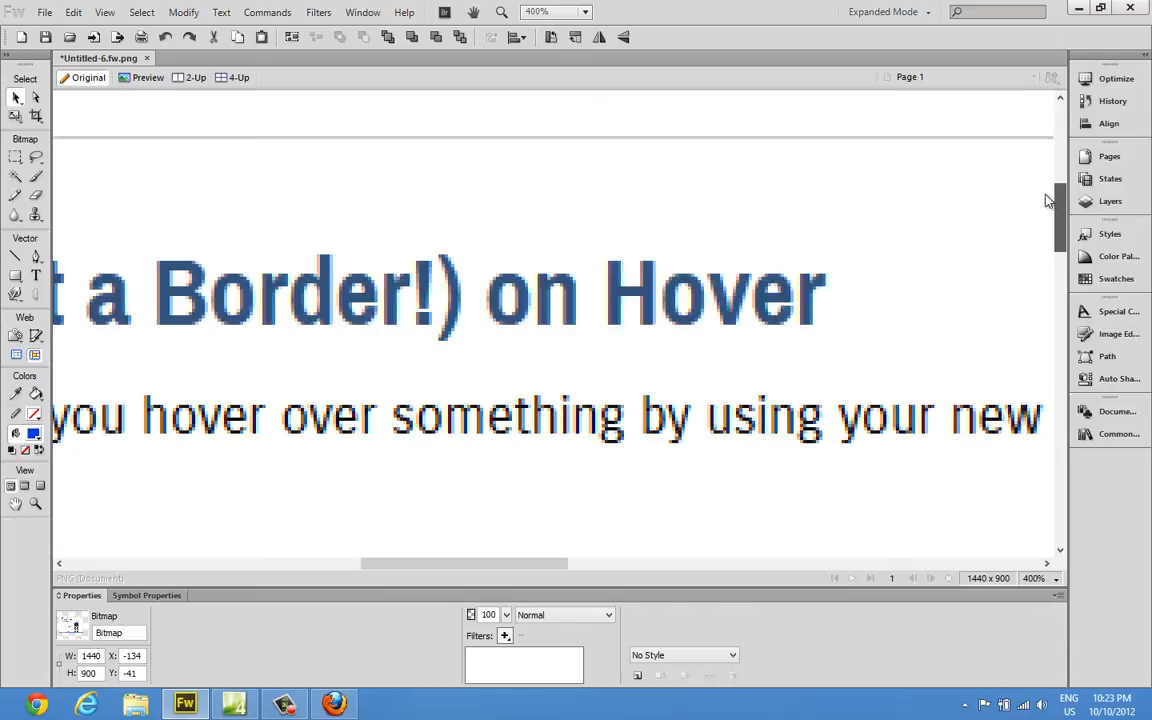 Fw File Edit View Select Modify Text Commands Filters Window Help Br 400% Expanded Mode
*Untitled-6.fw.png ×
Original Preview 2-Up 4-Up Page 1
Select
Bitmap
Vector
T
Web
Colors
View
t a Border!) on Hover
you hover over something by using your new
Optimize
History
Align
Pages
States
Layers
Styles
Color Pal...
Swatches
Special C...
Image Ed...
Path
Auto Sha...
Docume...
Common...
PNG (Document) 1 1440 x 900 400%
Properties Symbol Properties
Bitmap
Bitmap
100 Normal
Filters:
W: 1440 X: -134
H: 900 Y: -41
No Style
Fw
ENG
US
10:23 PM
10/10/2012